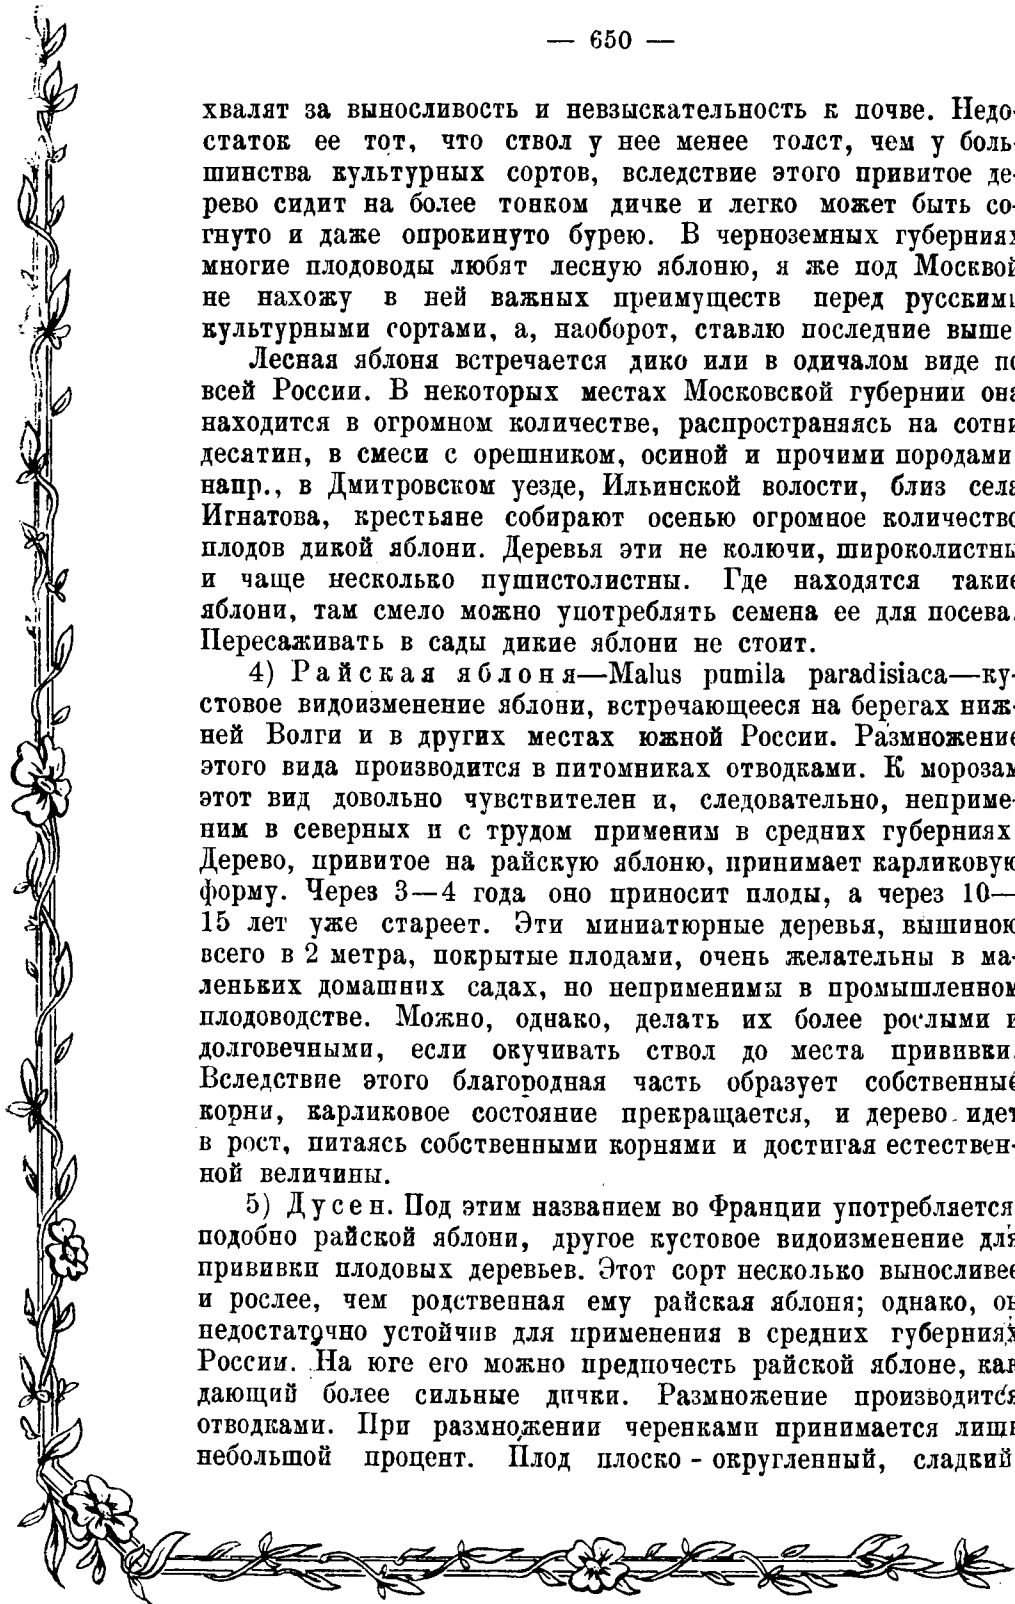 — 650 —
хвалят за выносливость и невзыскательность к почве. Недо-
статок ее тот, что ствол у нее менее толст, чем у боль-
шинства культурных сортов, вследствие этого привитое де-
рево сидит на более тонком дичке и легко может быть со-
гнуто и даже опрокинуто бурею. В черноземных губерниях
многие плодоводы любят лесную яблоню, я же под Москвой
не нахожу в ней важных преимуществ перед русскими
культурными сортами, а, наоборот, ставлю последние выше
Лесная яблоня встречается дико или в одичалом виде по
всей России. В некоторых местах Московской губернии она
находится в огромном количестве, распространяясь на сотни
десятин, в смеси с орешником, осиной и прочими породами
напр., в Дмитровском уезде, Ильинской волости, близ села
Игнатова, крестьяне собирают осенью огромное количество
плодов дикой яблони. Деревья эти не колючи, широколистны
и чаще несколько пушистолистны. Где находятся такие
яблони, там смело можно употреблять семена ее для посева.
Пересаживать в сады дикие яблони не стоит.
4) Райская яблоня—Malus pumila paradisiaca—ку-
стовое видоизменение яблони, встречающееся на берегах ниж-
ней Волги и в других местах южной России. Размножение
этого вида производится в питомниках отводками. К морозам
этот вид довольно чувствителен и, следовательно, неприме-
ним в северных и с трудом применим в средних губерниях
Дерево, привитое на райскую яблоню, принимает карликовую
форму. Через 3—4 года оно приносит плоды, а через 10—
15 лет уже стареет. Эти миниатюрные деревья, вышиною
всего в 2 метра, покрытые плодами, очень желательны в ма-
леньких домашних садах, но неприменимы в промышленном
плодоводстве. Можно, однако, делать их более рослыми и
долговечными, если окучивать ствол до места прививки.
Вследствие этого благородная часть образует собственные
корни, карликовое состояние прекращается, и дерево идет
в рост, питаясь собственными корнями и достигая естествен-
ной величины.
5) Дусен. Под этим названием во Франции употребляется
подобно райской яблони, другое кустовое видоизменение для
прививки плодовых деревьев. Этот сорт несколько выносливее
и рослее, чем родственная ему райская яблоня; однако, он
недостаточно устойчив для применения в средних губерниях
России. На юге его можно предпочесть райской яблоне, как
дающий более сильные дички. Размножение производится
отводками. При размножении черенками принимается лишь
небольшой процент. Плод плоско - округленный, сладкий